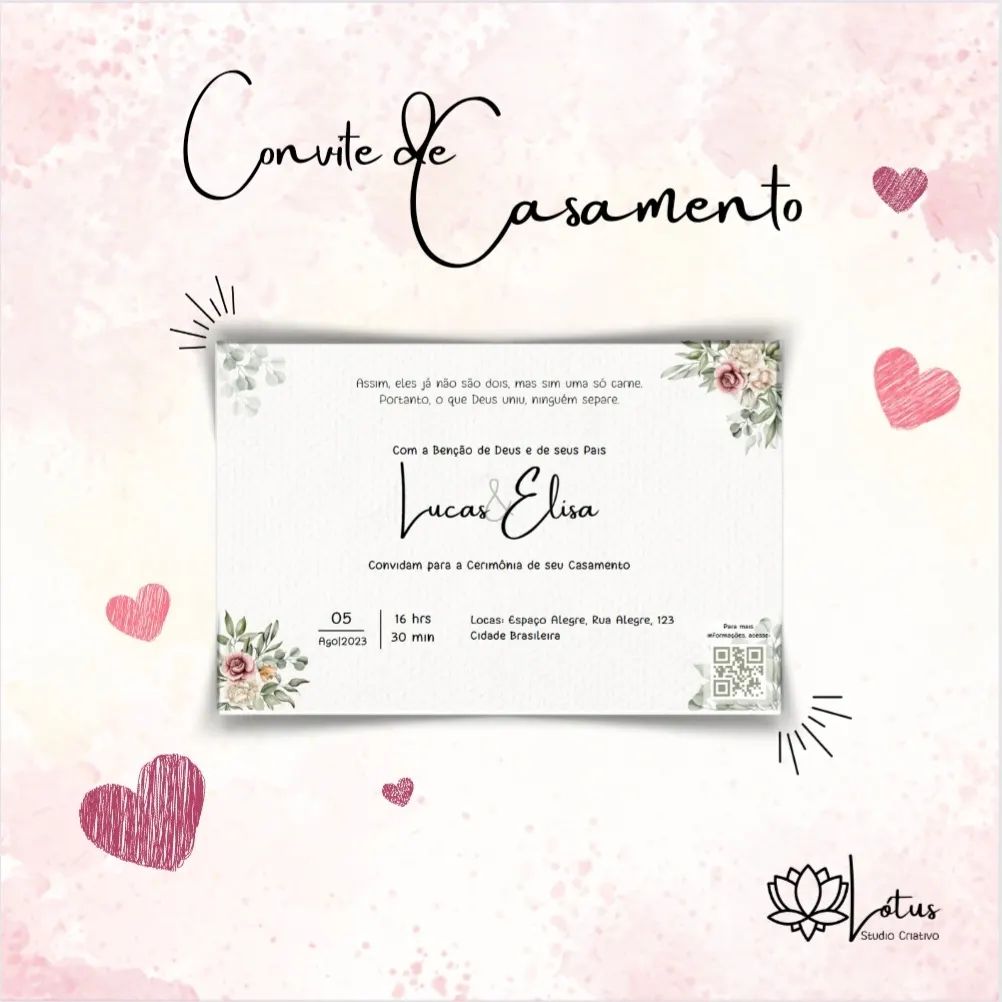 Convite de
Casamento
Assim, eles já não são dois, mas sim uma só carne.
Portanto, o que Deus uniu, ninguém separe.
Com a Benção de Deus e de seus Pais
Lucas & Elisa
Convidam para a Cerimônia de seu Casamento
05
Ago|2023
16 hrs
30 min
Locas: Espaço Alegre, Rua Alegre, 123
Cidade Brasileira
Para mais
informações, acesse:
Lótus
Studio Criativo